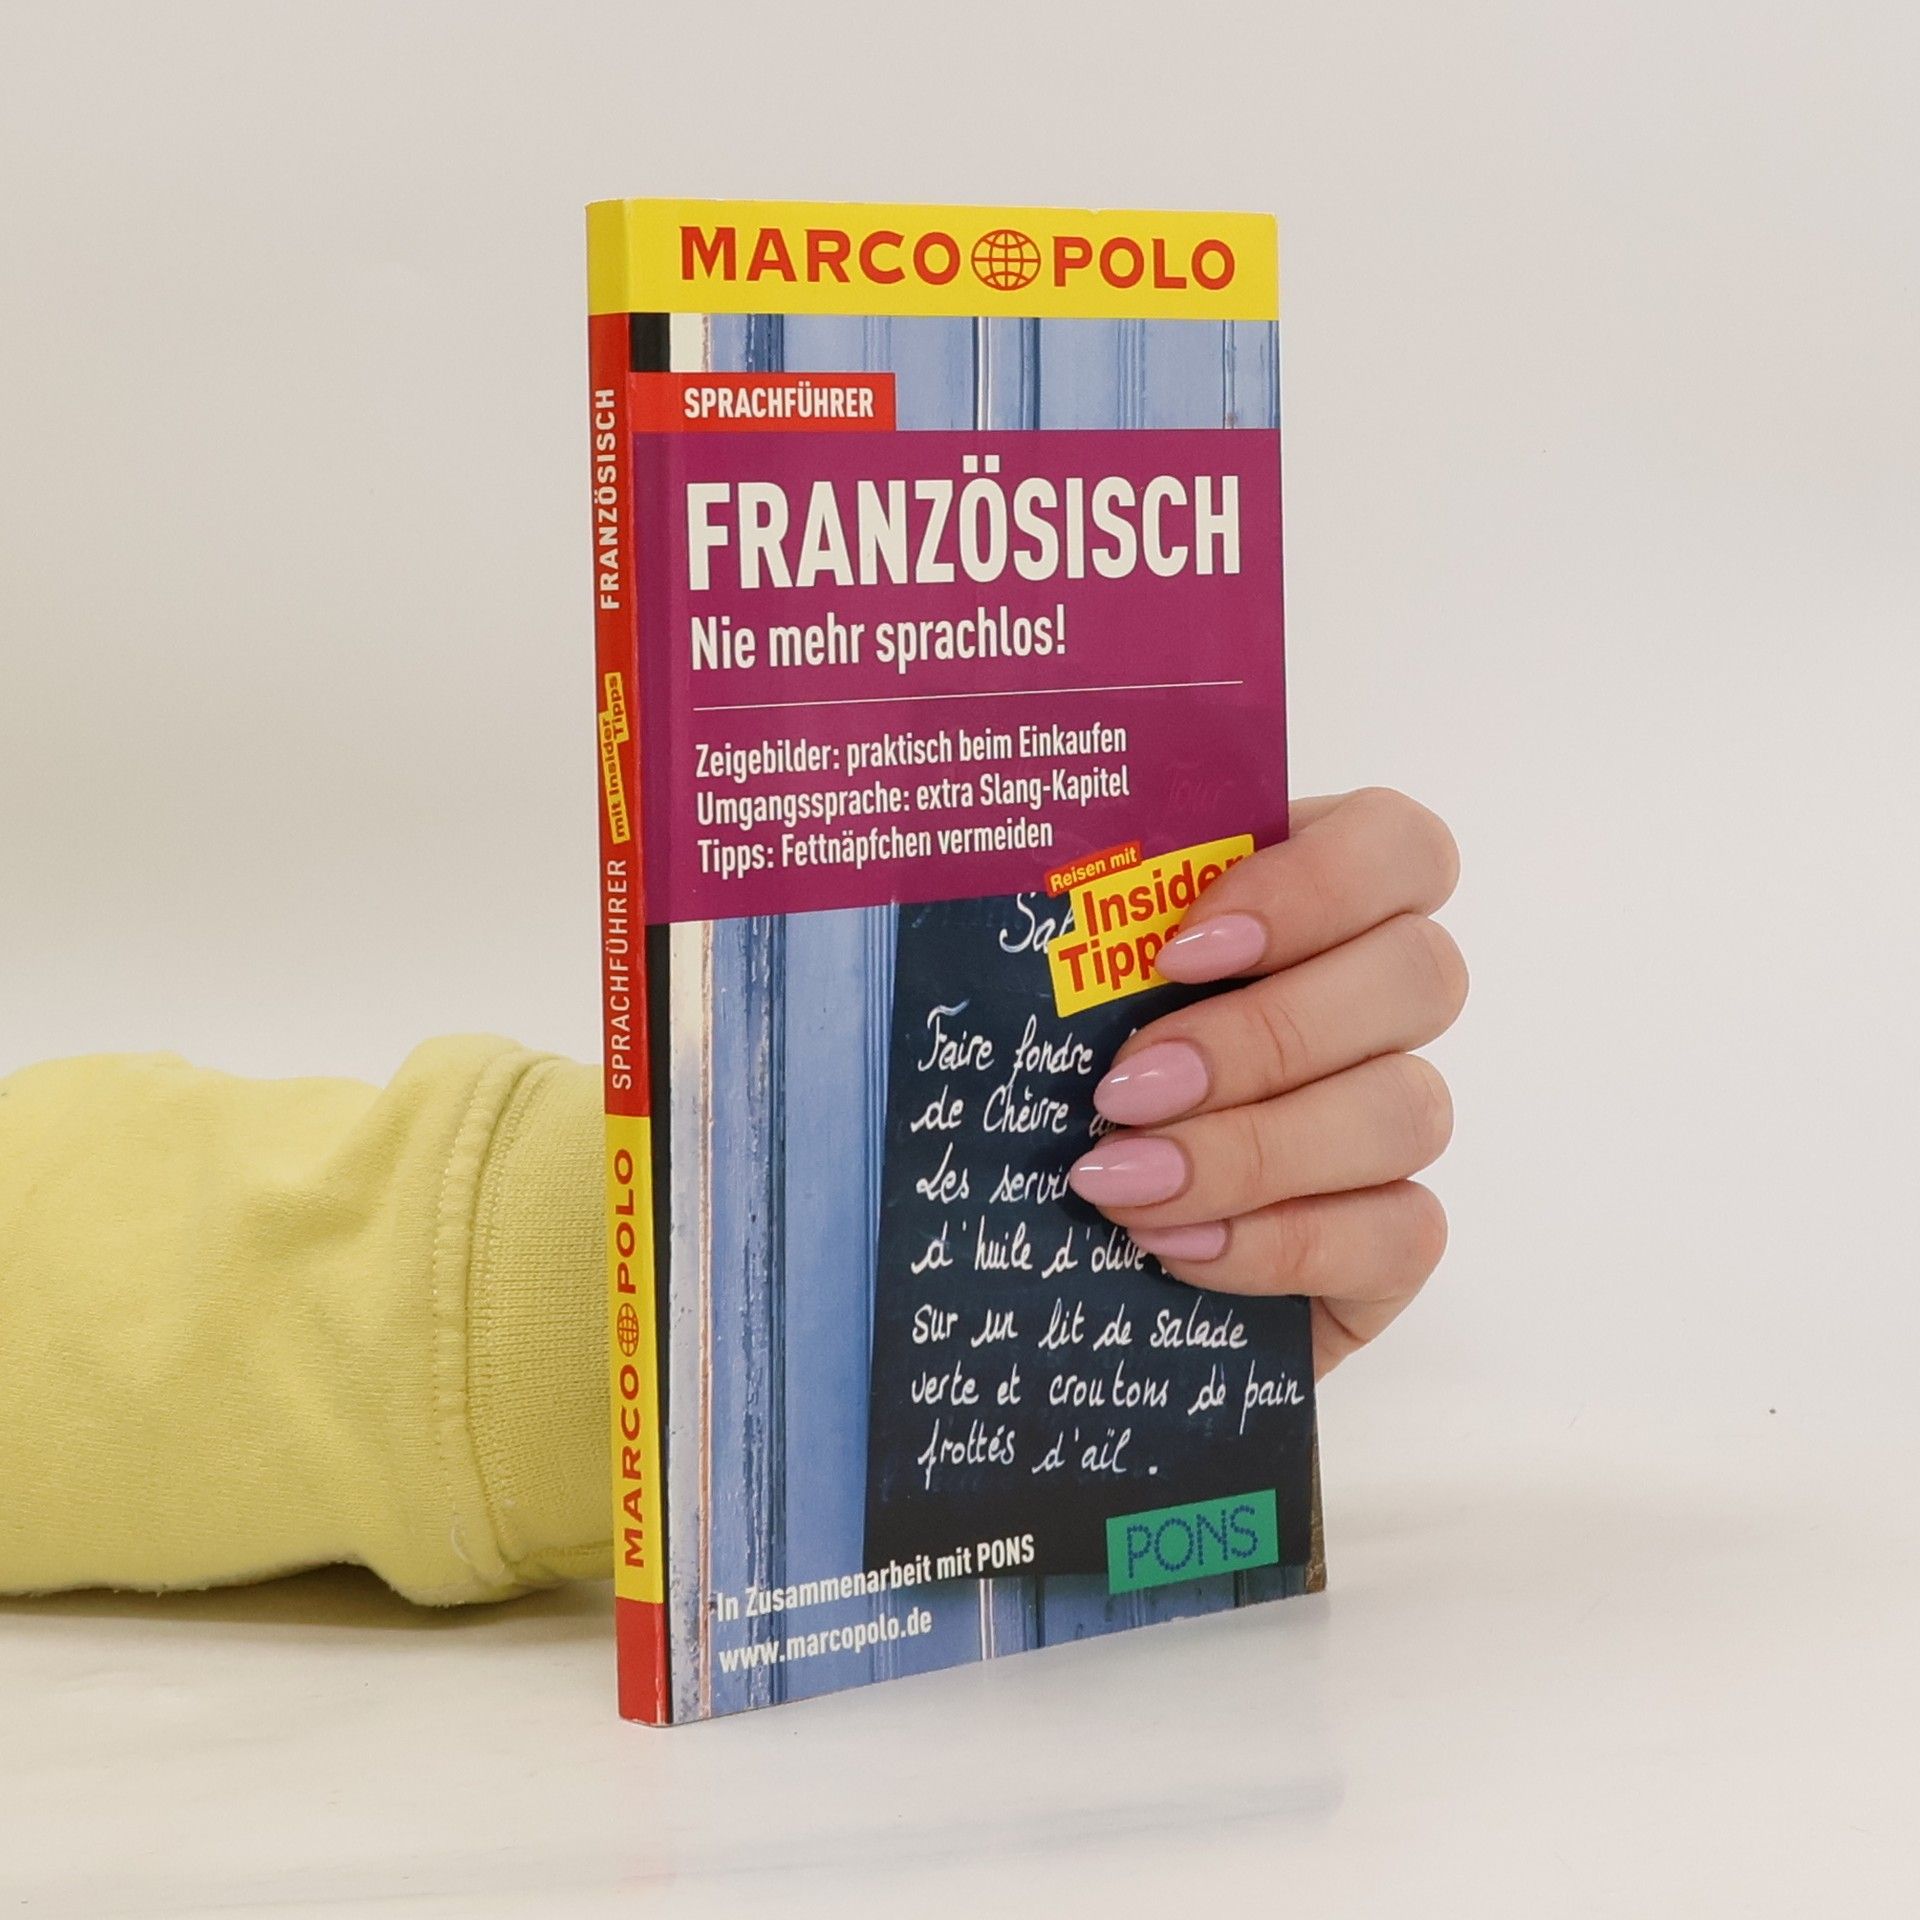 MARCO POLO
SPRACHFÜHRER
FRANZÖSISCH
Nie mehr sprachlos!
Zeigebilder: praktisch beim Einkaufen
Umgangssprache: extra Slang-Kapitel
Tipps: Fettnäpfchen vermeiden
Reisen mit
Insider
Tipps
Faire fondre
de Chèvre
Les
d'huile d'olive
Sur un lit de Salade
verte et croutons de pain
frottés d'aïl.
PONS
In Zusammenarbeit mit PONS
www.marcopolo.de
FRANZÖSISCH
mit Insider
Tipps
SPRACHFÜHRER
MARCO POLO